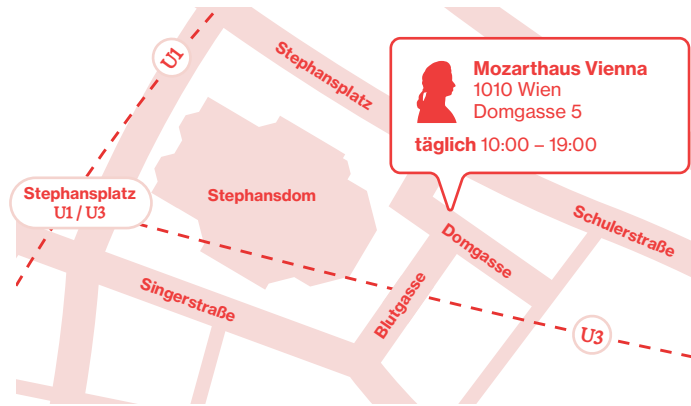 U1
Stephansplatz
Mozarthaus Vienna
1010 Wien
Domgasse 5
täglich 10:00 – 19:00
Stephansplatz
U1 / U3
Stephansdom
Schulerstraße
Domgasse
Singerstraße
Blutgasse
U3